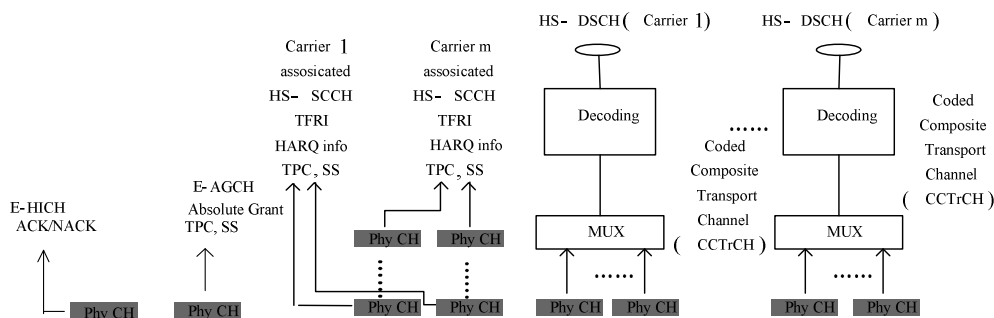 E-HICH
ACK/NACK
Phy CH
E- AGCH
Absolute Grant
TPC, SS
Phy CH
Carrier 1
assosicated
HS- SCCH
TFRI
HARQ info
TPC, SS
Carrier m
assosicated
HS- SCCH
TFRI
HARQ info
TPC, SS
Phy CH
Phy CH
Phy CH
Phy CH
HS- DSCH( Carrier 1)
Decoding
MUX
......
Phy CH
Phy CH
Coded
Composite
Transport
Channel
( CCTrCH )
......
HS- DSCH( Carrier m)
Decoding
MUX
......
Phy CH
Phy CH
Coded
Composite
Transport
Channel
( CCTrCH )